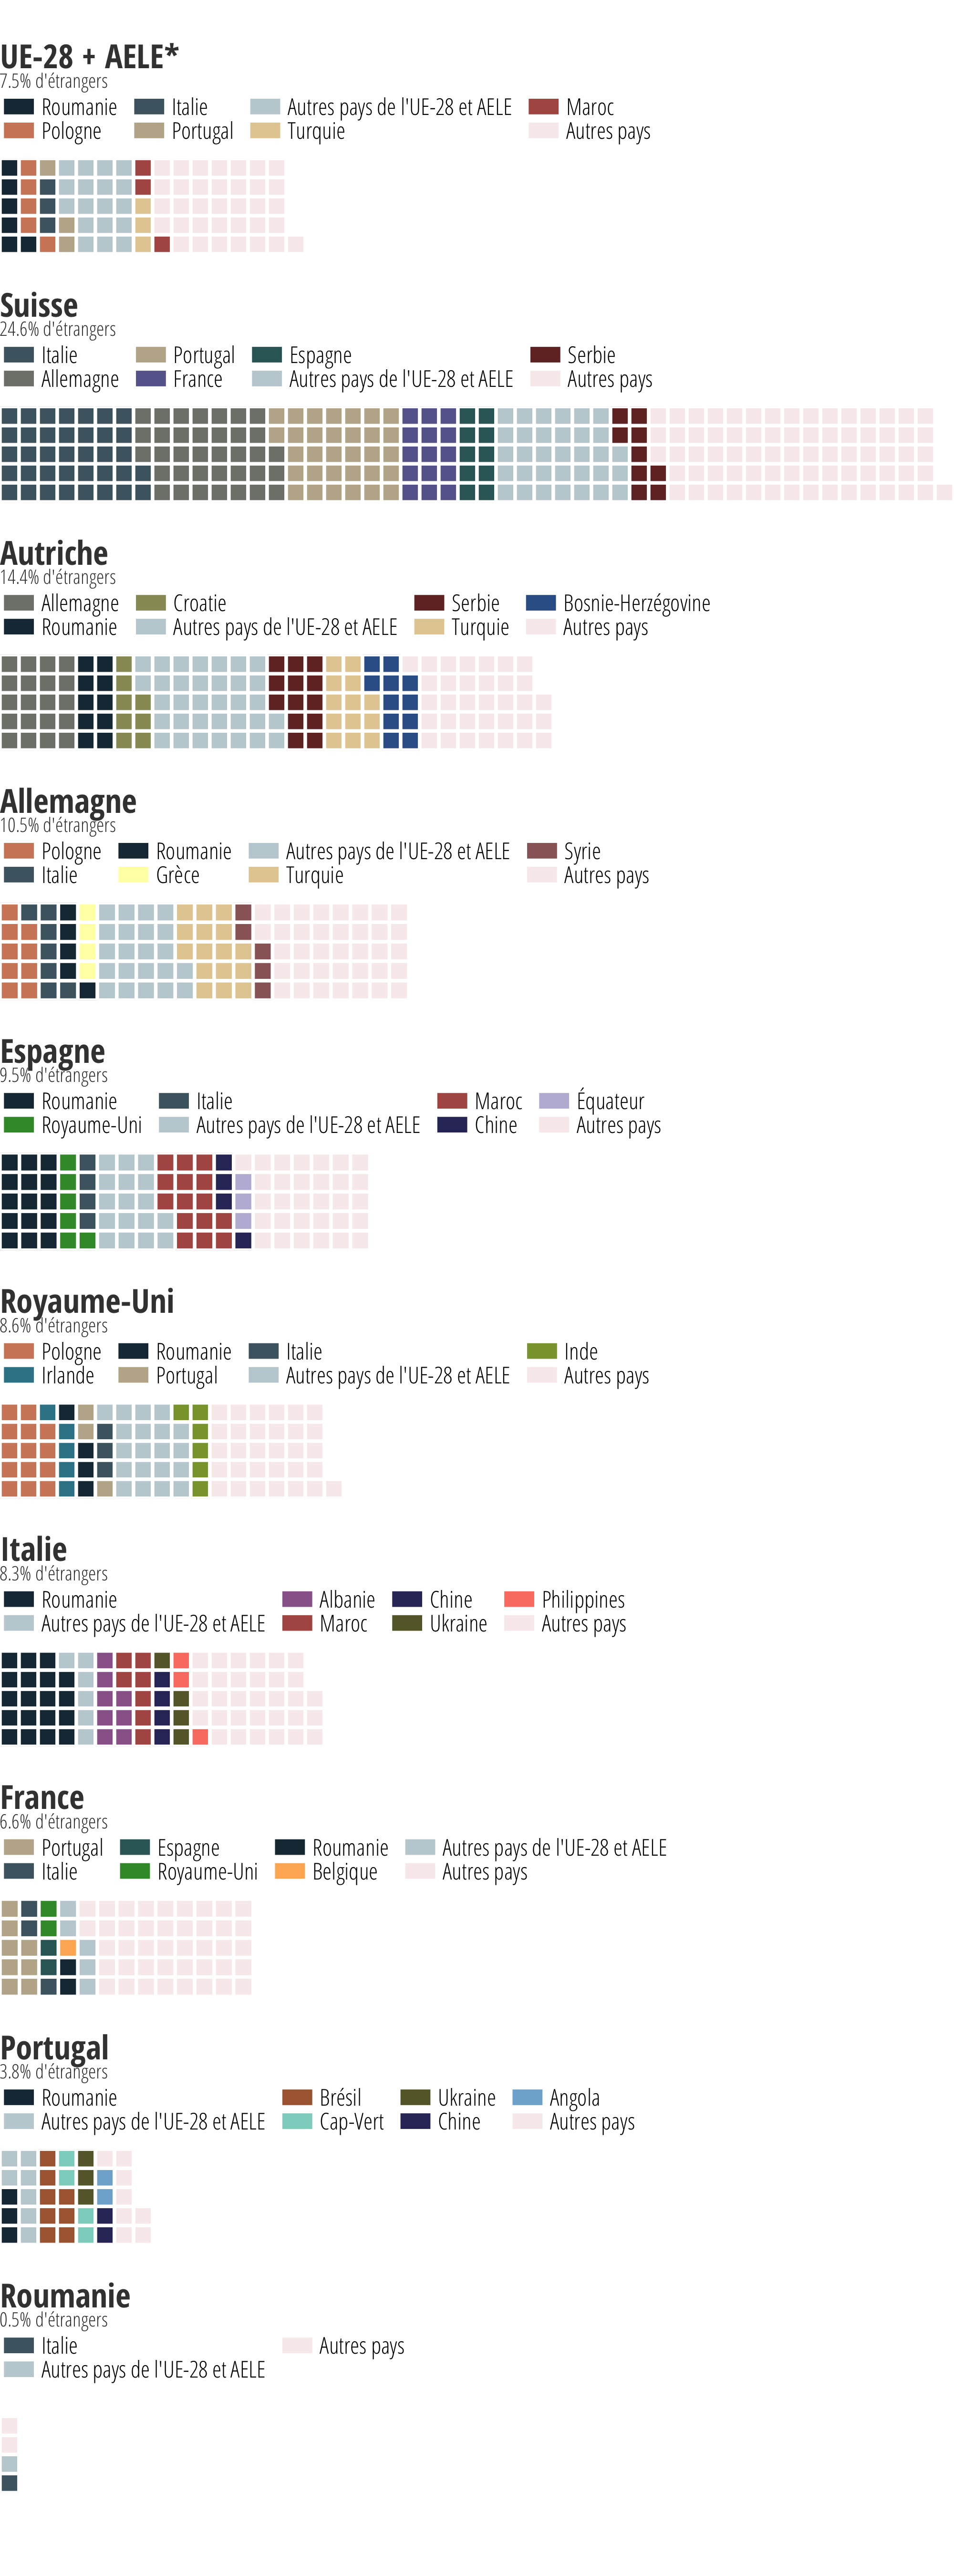 UE-28 + AELE*
7.5% d'étrangers
Roumanie Italie Autres pays de l'UE-28 et AELE Maroc
Pologne Portugal Turquie Autres pays
Suisse
24.6% d'étrangers
Italie Portugal Espagne Serbie
Allemagne France Autres pays de l'UE-28 et AELE Autres pays
Autriche
14.4% d'étrangers
Allemagne Croatie Serbie Bosnie-Herzégovine
Roumanie Autres pays de l'UE-28 et AELE Turquie Autres pays
Allemagne
10.5% d'étrangers
Pologne Roumanie Autres pays de l'UE-28 et AELE Syrie
Italie Grèce Turquie Autres pays
Espagne
9.5% d'étrangers
Roumanie Italie Maroc Équateur
Royaume-Uni Autres pays de l'UE-28 et AELE Chine Autres pays
Royaume-Uni
8.6% d'étrangers
Pologne Roumanie Italie Inde
Irlande Portugal Autres pays de l'UE-28 et AELE Autres pays
Italie
8.3% d'étrangers
Roumanie Albanie Chine Philippines
Autres pays de l'UE-28 et AELE Maroc Ukraine Autres pays
France
6.6% d'étrangers
Portugal Espagne Roumanie Autres pays de l'UE-28 et AELE
Italie Royaume-Uni Belgique Autres pays
Portugal
3.8% d'étrangers
Roumanie Brésil Ukraine Angola
Autres pays de l'UE-28 et AELE Cap-Vert Chine Autres pays
Roumanie
0.5% d'étrangers
Italie Autres pays
Autres pays de l'UE-28 et AELE